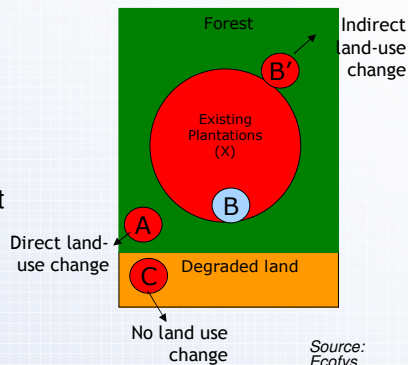 Forest
Indirect
land-use
change
B'
Existing
Plantations
(X)
B
t
A
Direct land-
use change
Degraded land
C
No land use
change
Source:
Ecofys